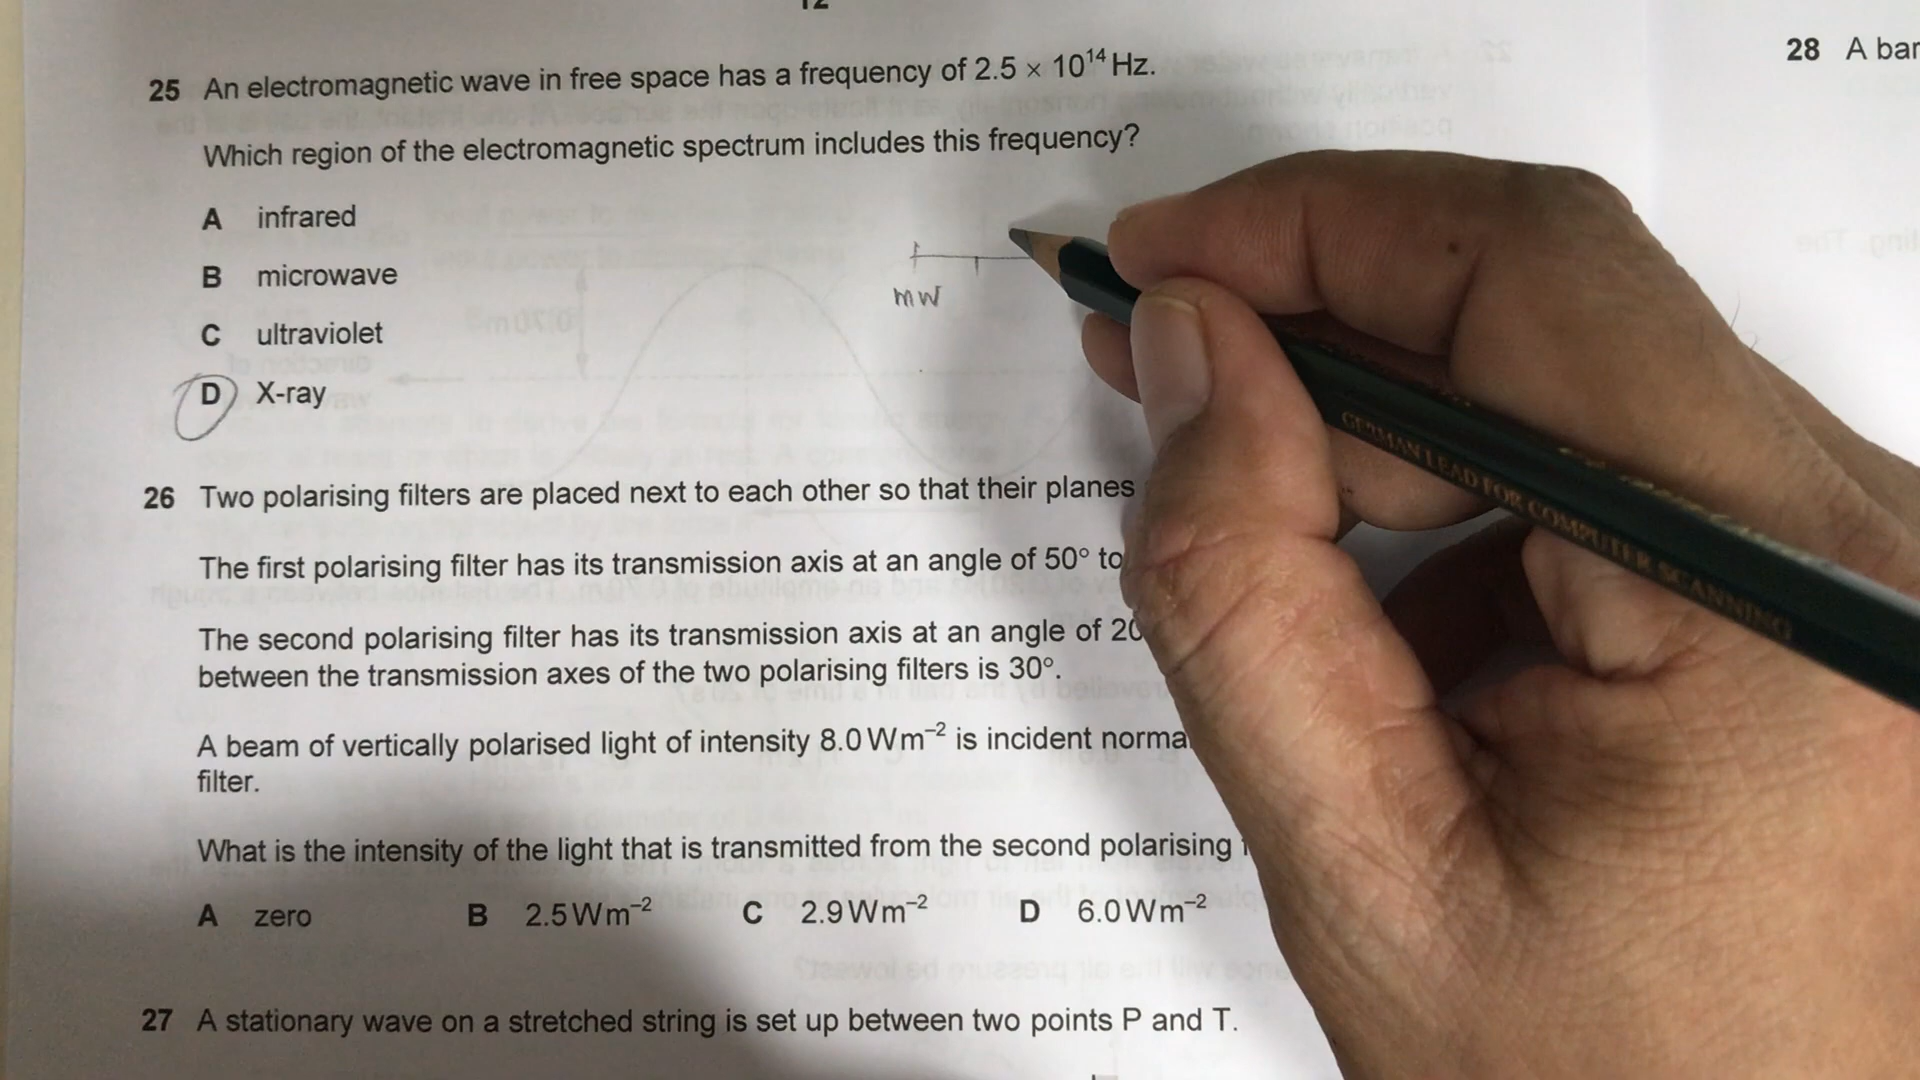 12
25 An electromagnetic wave in free space has a frequency of 2.5 × 10¹⁴ Hz.
Which region of the electromagnetic spectrum includes this frequency?
A infrared
B microwave
C ultraviolet
D X-ray
MW
26 Two polarising filters are placed next to each other so that their planes
The first polarising filter has its transmission axis at an angle of 50° to
The second polarising filter has its transmission axis at an angle of 20
between the transmission axes of the two polarising filters is 30°.
A beam of vertically polarised light of intensity 8.0 W m⁻² is incident norma
filter.
What is the intensity of the light that is transmitted from the second polarising
A zero B 2.5 W m⁻² C 2.9 W m⁻² D 6.0 W m⁻²
27 A stationary wave on a stretched string is set up between two points P and T.
28 A bar
GERMAN LEAD FOR COMPUTER SCANNING